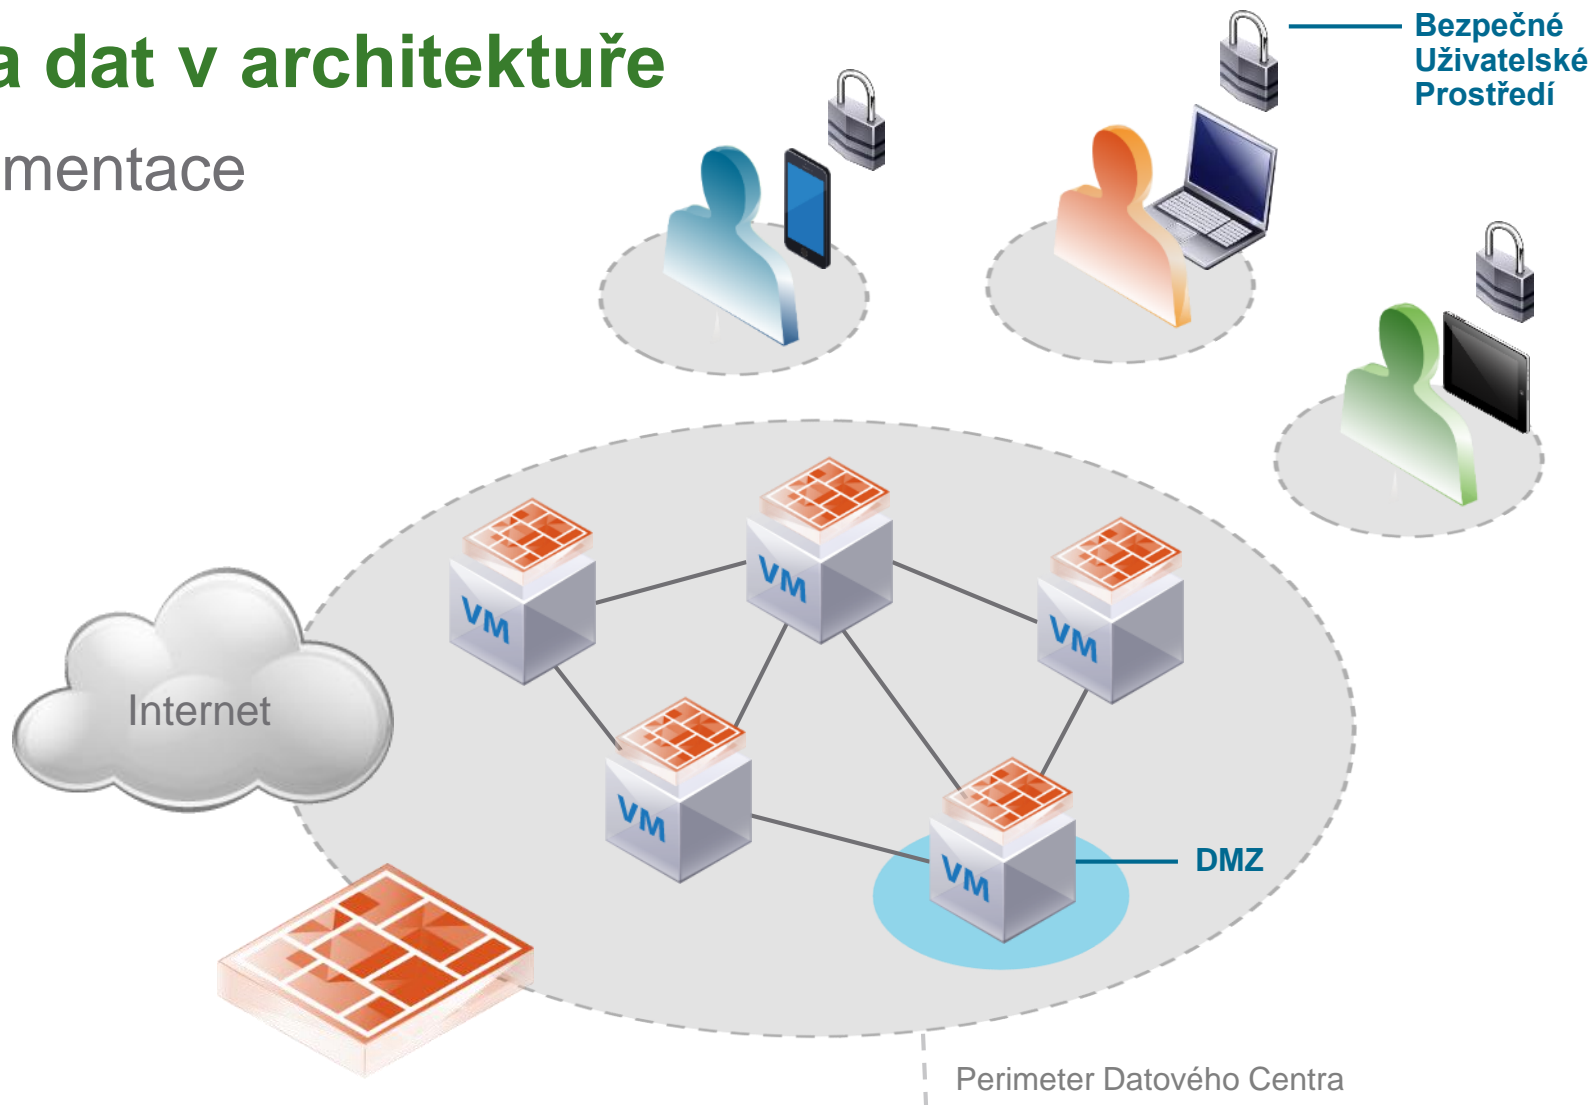 a dat v architektuře
mentace
Bezpečné
Uživatelské
Prostředí
VM
VM
VM
Internet
VM
VM
DMZ
Perimeter Datového Centra